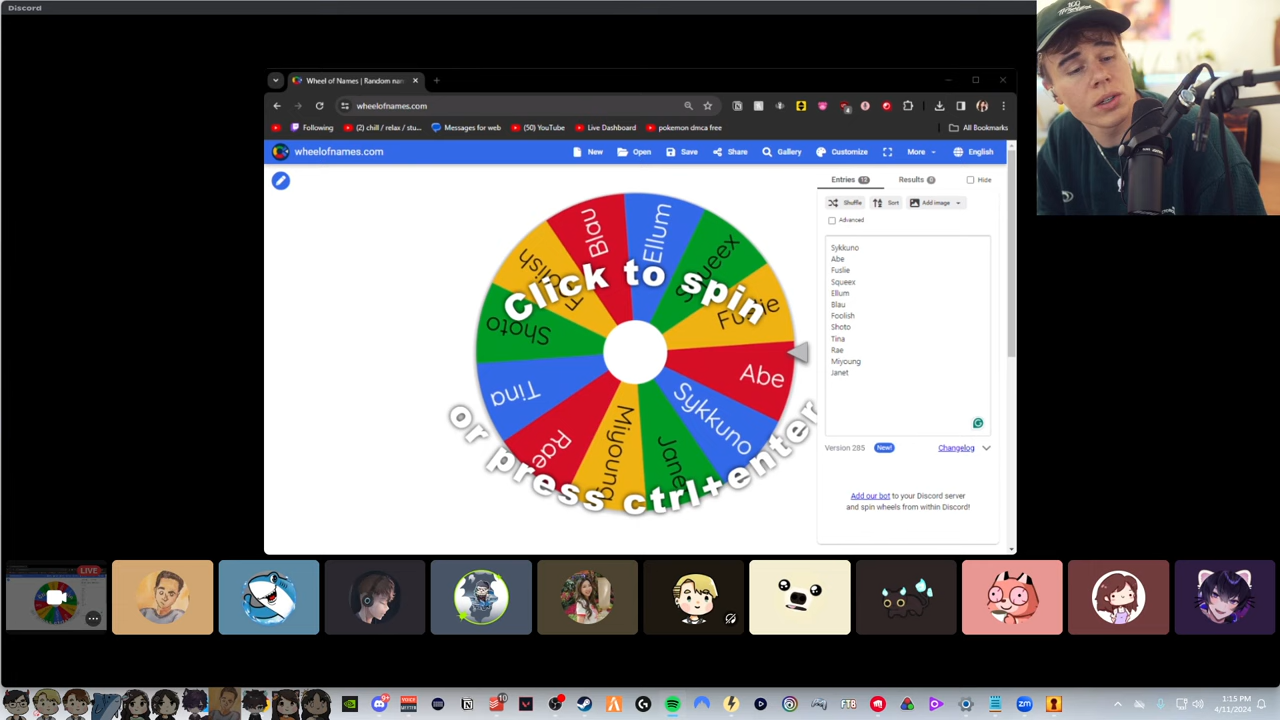 Discord
Wheel of Names | Random nam
wheelofnames.com
Following
(2) chill / relax / stu...
Messages for web
(50) YouTube
Live Dashboard
pokemon dmca free
All Bookmarks
wheelofnames.com
New
Open
Save
Share
Gallery
Customize
More
English
Entries 12
Results 0
Hide
Shuffle
Sort
Add image
Advanced
Sykkuno
Abe
Fuslie
Squeex
Ellum
Blau
Foolish
Shoto
Tina
Rae
Miyoung
Janet
Version 285
New!
Changelog
Add our bot to your Discord server
and spin wheels from within Discord!
Click to spin
or press ctrl+enter
Blau
Ellum
Abe
Sykkuno
Miyoung
Rae
Tina
Shoto
LIVE
1:15 PM
4/11/2024